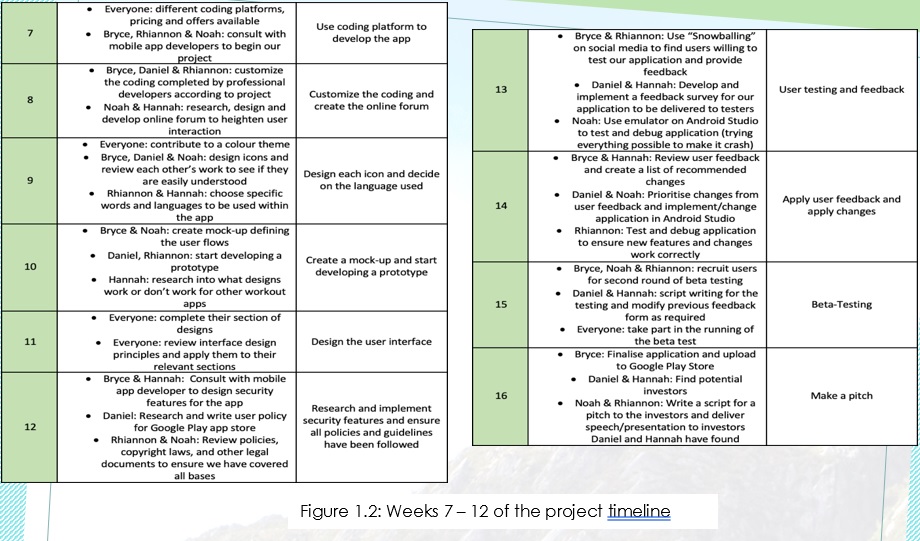 7
• Everyone: different coding platforms,
pricing and offers available
• Bryce, Rhiannon & Noah: consult with
mobile app developers to begin our
project
Use coding platform to
develop the app
8
• Bryce, Daniel & Rhiannon: customize
the coding completed by professional
developers according to project
• Noah & Hannah: research, design and
develop online forum to heighten user
interaction
Customize the coding and
create the online forum
9
• Everyone: contribute to a colour theme
• Bryce, Daniel & Noah: design icons and
review each other's work to see if they
are easily understood
• Rhiannon & Hannah: choose specific
words and languages to be used within
the app
Design each icon and decide
on the language used
10
• Bryce & Noah: create mock-up defining
the user flows
• Daniel, Rhiannon: start developing a
prototype
• Hannah: research into what designs
work or don't work for other workout
apps
Create a mock-up and start
developing a prototype
11
• Everyone: complete their section of
designs
• Everyone: review interface design
principles and apply them to their
relevant sections
Design the user interface
12
• Bryce & Hannah: Consult with mobile
app developer to design security
features for the app
• Daniel: Research and write user policy
for Google Play app store
• Rhiannon & Noah: Review policies,
copyright laws, and other legal
documents to ensure we have covered
all bases
Research and implement
security features and ensure
all policies and guidelines
have been followed
13
• Bryce & Rhiannon: Use "Snowballing"
on social media to find users willing to
test our application and provide
feedback
• Daniel & Hannah: Develop and
implement a feedback survey for our
application to be delivered to testers
• Noah: Use emulator on Android Studio
to test and debug application (trying
everything possible to make it crash)
User testing and feedback
14
• Bryce & Hannah: Review user feedback
and create a list of recommended
changes
• Daniel & Noah: Prioritise changes from
user feedback and implement/change
application in Android Studio
• Rhiannon: Test and debug application
to ensure new features and changes
work correctly
Apply user feedback and
apply changes
15
• Bryce, Noah & Rhiannon: recruit users
for second round of beta testing
• Daniel & Hannah: script writing for the
testing and modify previous feedback
form as required
• Everyone: take part in the running of
the beta test
Beta-Testing
16
• Bryce: Finalise application and upload
to Google Play Store
• Daniel & Hannah: Find potential
investors
• Noah & Rhiannon: Write a script for a
pitch to the investors and deliver
speech/presentation to investors
Daniel and Hannah have found
Make a pitch
Figure 1.2: Weeks 7 – 12 of the project timeline